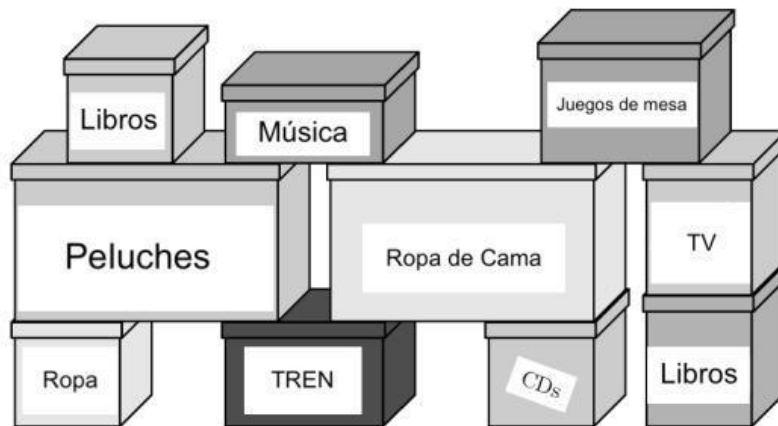 Libros
Música
Juegos de mesa
Peluches
Ropa de Cama
TV
Ropa
TREN
CDs
Libros